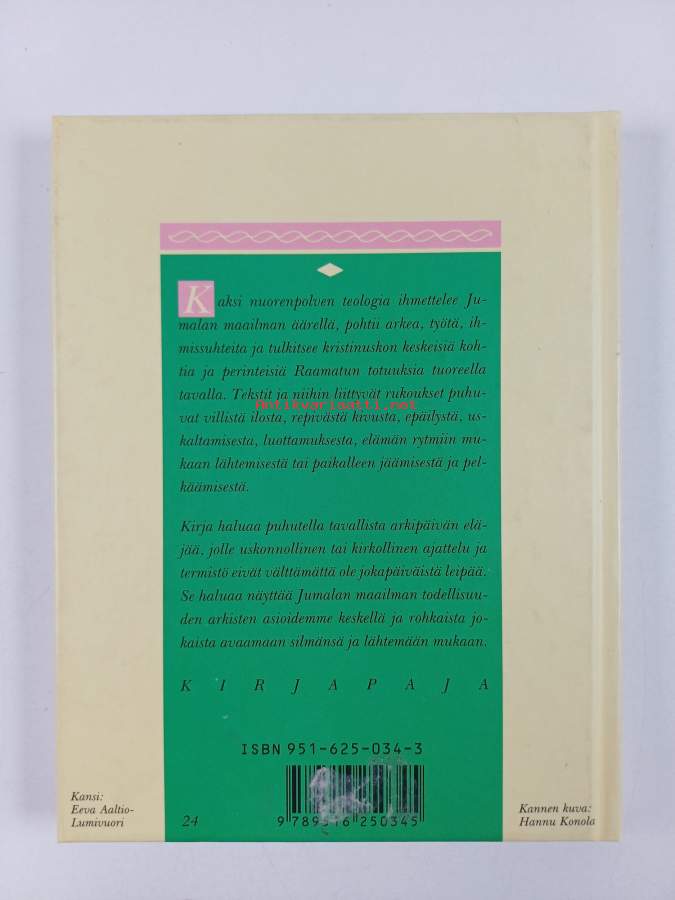 Kaksi nuorenpolven teologia ihmettelee Ju-
malan maailman äärellä, pohtii arkea, työtä, ih-
missuhteita ja tulkitsee kristinuskon keskeisiä koh-
tia ja perinteisiä Raamatun totuuksia tuoreella
tavalla. Tekstit ja niihin liittyvät rukoukset puhu-
Antikvariaatti.net
vat villistä ilosta, repivästä kivusta, epäilystä, us-
kaltamisesta, luottamuksesta, elämän rytmiin mu-
kaan lähtemisestä tai paikalleen jäämisestä ja pel-
käämisestä.
Kirja haluaa puhutella tavallista arkipäivän elä-
jää, jolle uskonnollinen tai kirkollinen ajattelu ja
termistö eivät välttämättä ole jokapäiväistä leipää.
Se haluaa näyttää Jumalan maailman todellisuu-
den arkisten asioidemme keskellä ja rohkaista jo-
kaista avaamaan silmänsä ja lähtemään mukaan.
KIRJAPAJA
ISBN 951-625-034-3
9 789516 250345
24
Kansi:
Eeva Aaltio-
Lumivuori
Kannen kuva:
Hannu Konola